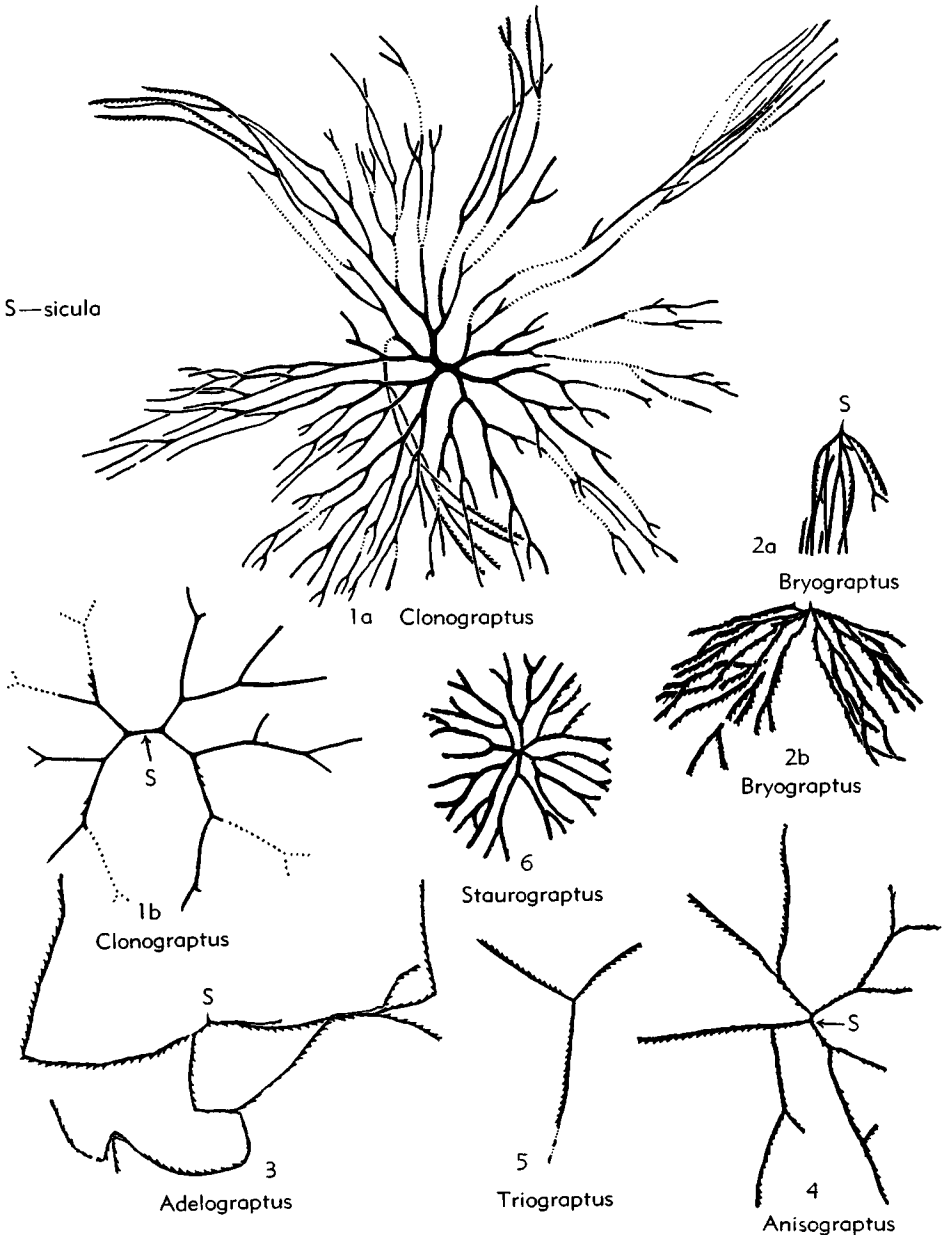 S—sicula
S
2a
Bryograptus
1a Clonograptus
S
2b
Bryograptus
6
Staurograptus
1b
Clonograptus
S
S
3
Adelograptus
5
Triograptus
4
Anisograptus